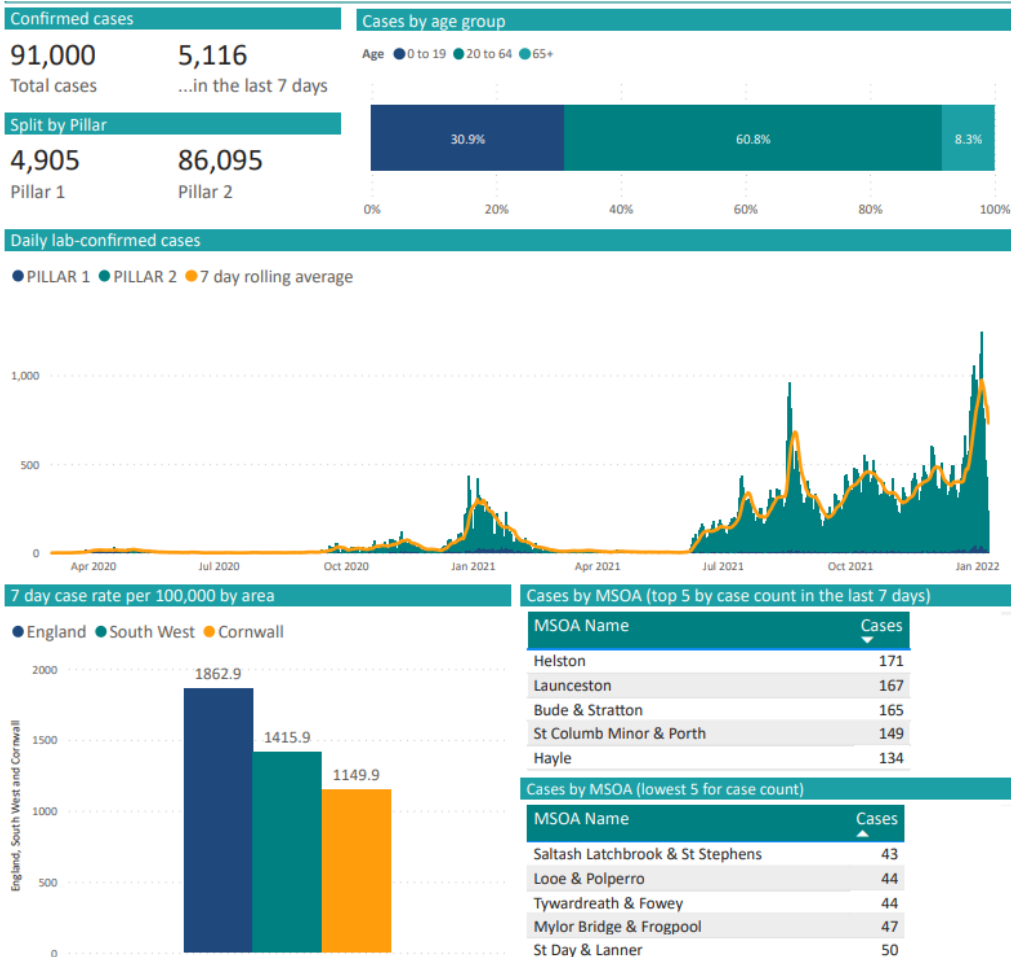 Confirmed cases
91,000 5,116
Total cases ...in the last 7 days
Split by Pillar
4,905 86,095
Pillar 1 Pillar 2
Cases by age group
Age 0 to 19 20 to 64 65+
30.9% 60.8% 8.3%
0% 20% 40% 60% 80% 100%
Daily lab-confirmed cases
PILLAR 1 PILLAR 2 7 day rolling average
1,000
500
0
Apr 2020 Jul 2020 Oct 2020 Jan 2021 Apr 2021 Jul 2021 Oct 2021 Jan 2022
7 day case rate per 100,000 by area
England South West Cornwall
England, South West and Cornwall
2000
1500
1000
500
0
1862.9
1415.9
1149.9
Cases by MSOA (top 5 by case count in the last 7 days)
MSOA Name Cases
Helston 171
Launceston 167
Bude & Stratton 165
St Columb Minor & Porth 149
Hayle 134
Cases by MSOA (lowest 5 for case count)
MSOA Name Cases
Saltash Latchbrook & St Stephens 43
Looe & Polperro 44
Tywardreath & Fowey 44
Mylor Bridge & Frogpool 47
St Day & Lanner 50